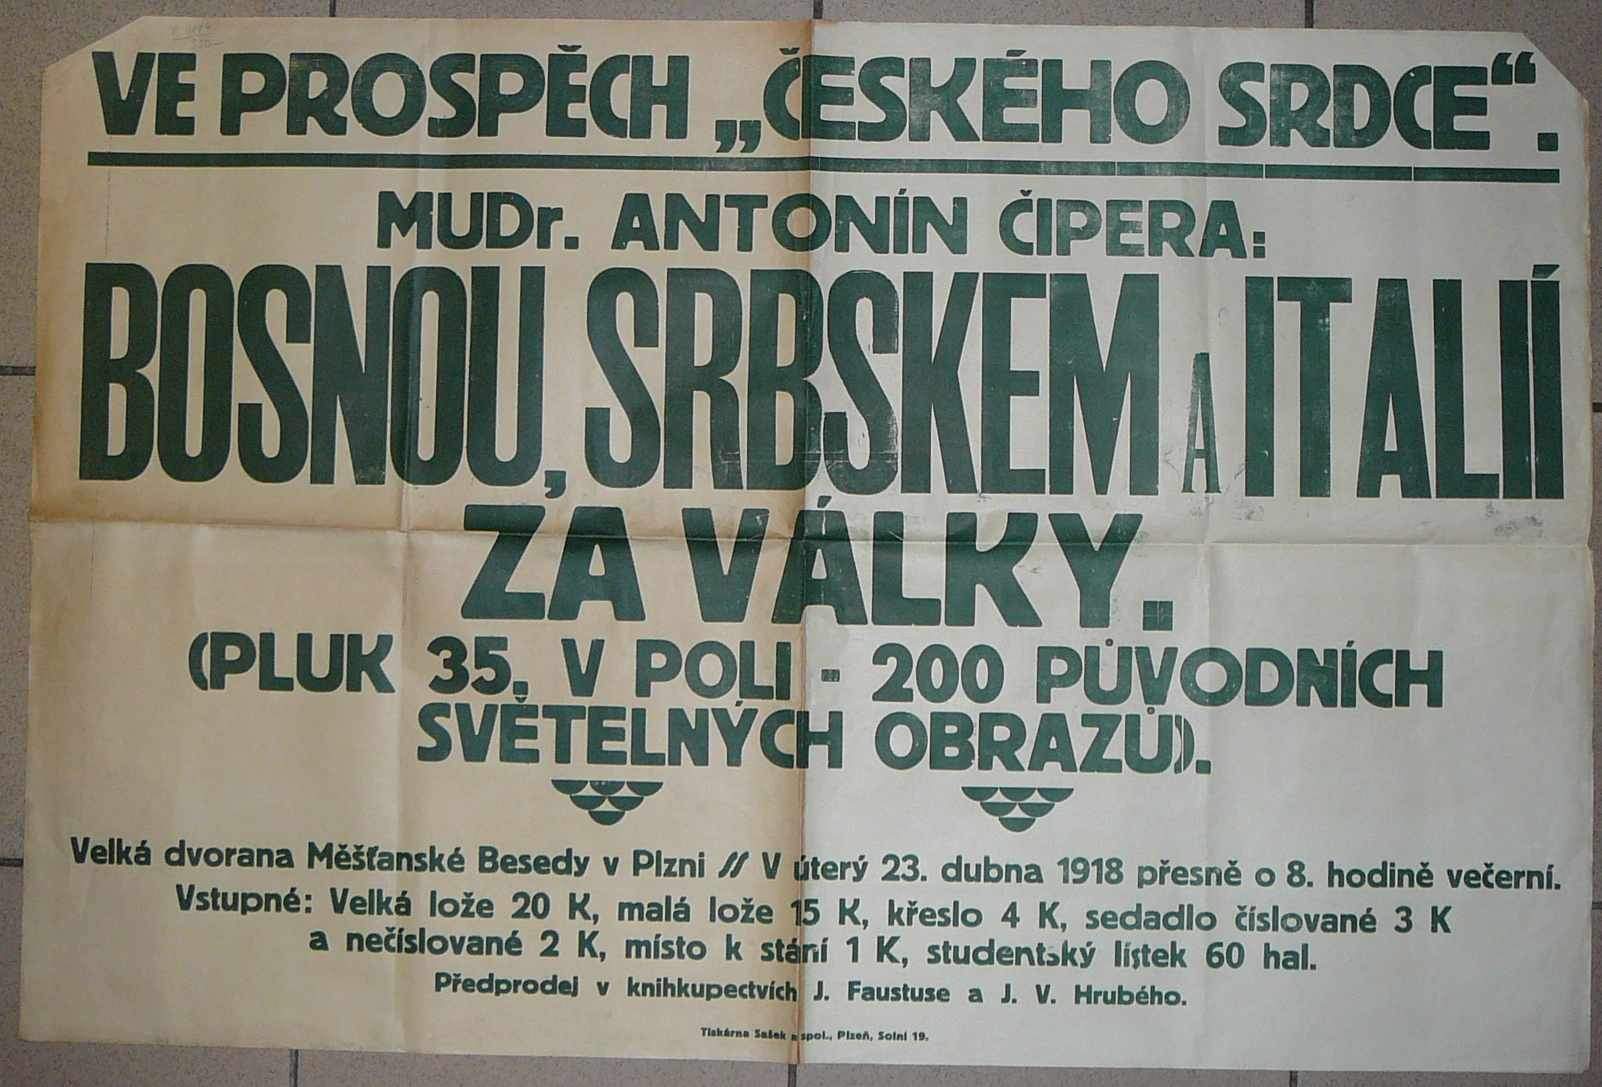 VE PROSPĚCH „ČESKÉHO SRDCE“.
MUDr. ANTONÍN ČIPERA:
BOSNOU, SRBSKEM A ITALIÍ
ZA VÁLKY.
(PLUK 35. V POLI - 200 PŮVODNÍCH
SVĚTELNÝCH OBRAZŮ).
Velká dvorana Měšťanské Besedy v Plzni // V úterý 23. dubna 1918 přesně o 8. hodině večerní.
Vstupné: Velká lože 20 K, malá lože 15 K, křeslo 4 K, sedadlo číslované 3 K
a nečíslované 2 K, místo k stání 1 K, studentský lístek 60 hal.
Předprodej v knihkupectvích J. Faustuse a J. V. Hrubého.
Tiskárna Sašek a spol., Plzeň, Solní 19.